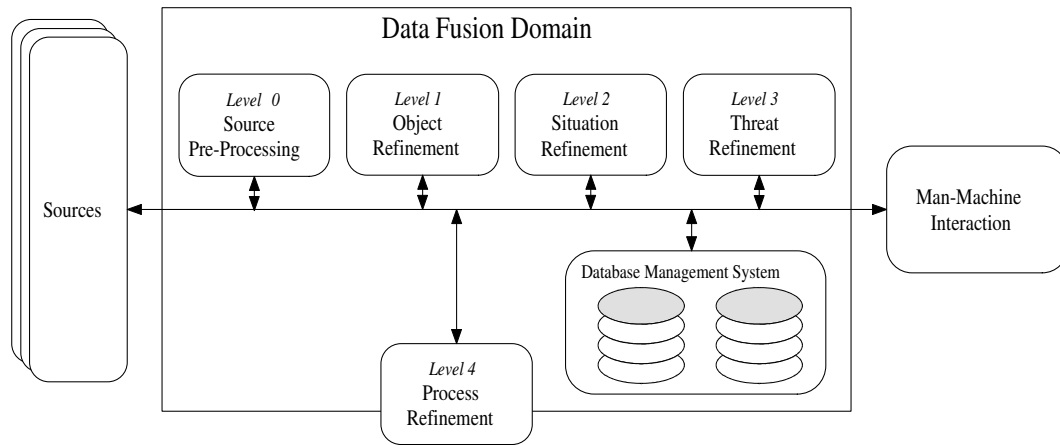 Data Fusion Domain
Level 0
Source
Pre-Processing
Level 1
Object
Refinement
Level 2
Situation
Refinement
Level 3
Threat
Refinement
Sources
Man-Machine
Interaction
Database Management System
Level 4
Process
Refinement